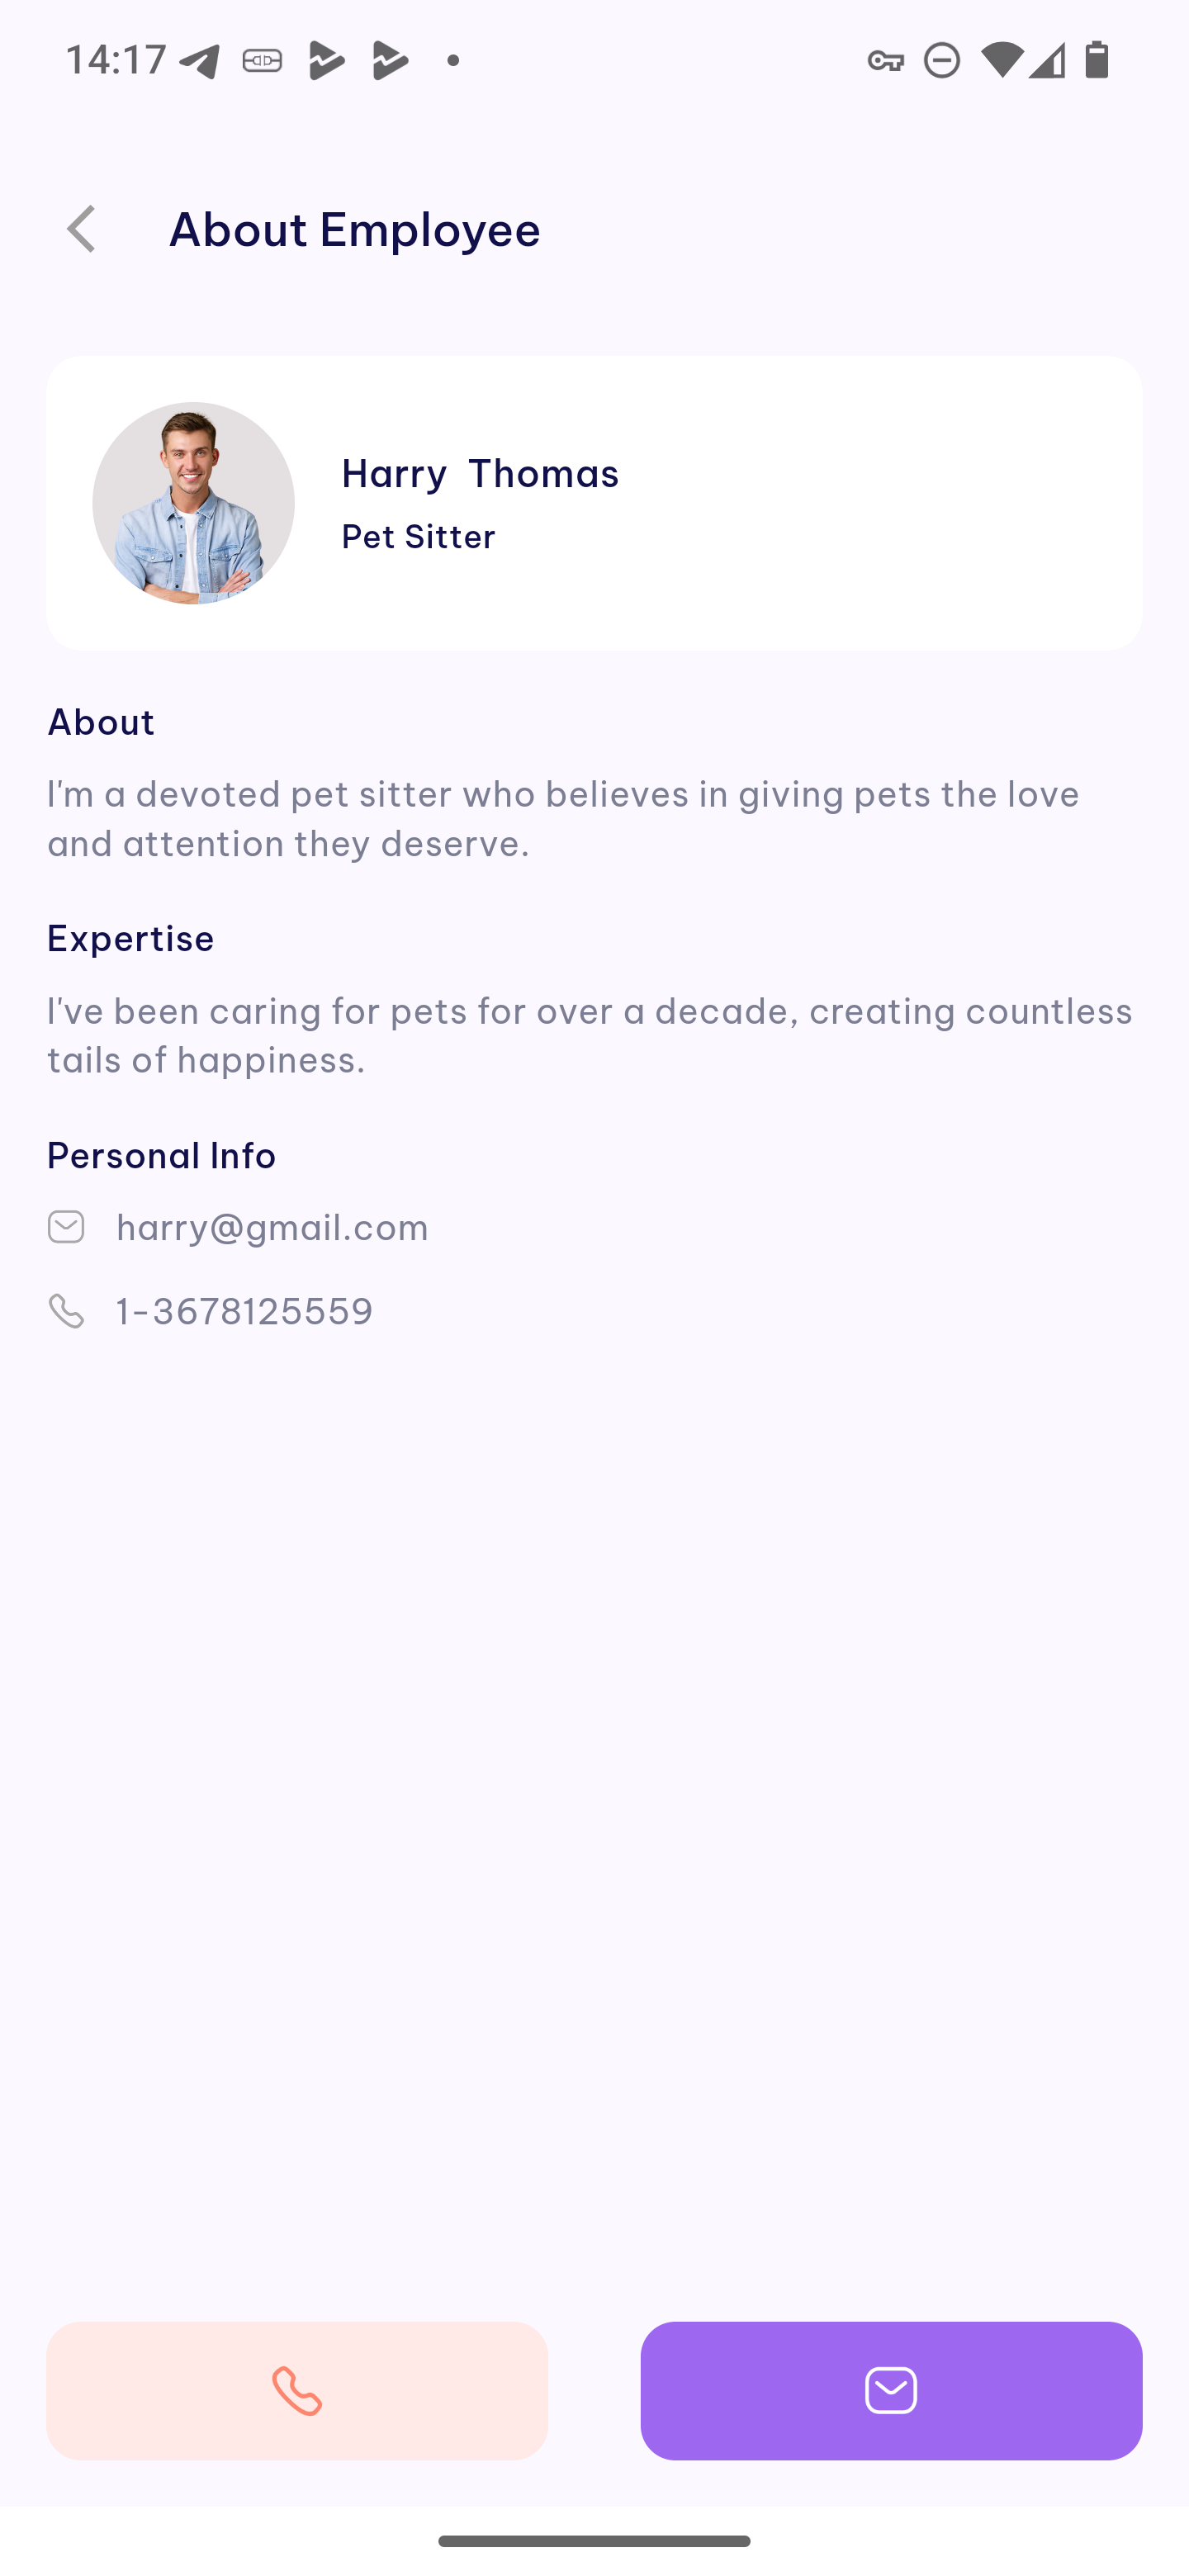 14:17
About Employee
Harry  Thomas
Pet Sitter
About
I'm a devoted pet sitter who believes in giving pets the love
and attention they deserve.
Expertise
I've been caring for pets for over a decade, creating countless
tails of happiness.
Personal Info
harry@gmail.com
1-3678125559